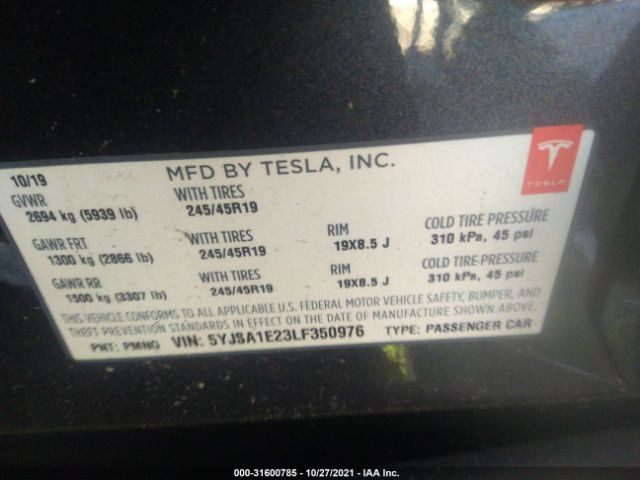 10/19
MFD BY TESLA, INC.
TESLA
GVWR
2694 kg (5939 lb)
WITH TIRES
245/45R19
GAWR FRT
1300 kg (2866 lb)
WITH TIRES
245/45R19
RIM
19X8.5 J
COLD TIRE PRESSURE
310 kPa, 45 psi
GAWR RR
1500 kg (3307 lb)
WITH TIRES
245/45R19
RIM
19X8.5 J
COLD TIRE PRESSURE
310 kPa, 45 psi
THIS VEHICLE CONFORMS TO ALL APPLICABLE U.S. FEDERAL MOTOR VEHICLE SAFETY, BUMPER, AND
THEFT PREVENTION STANDARDS IN EFFECT ON THE DATE OF MANUFACTURE SHOWN ABOVE.
PNT: PMNG VIN: 5YJSA1E23LF350976 TYPE: PASSENGER CAR
000-31600785 - 10/27/2021 - IAA Inc.